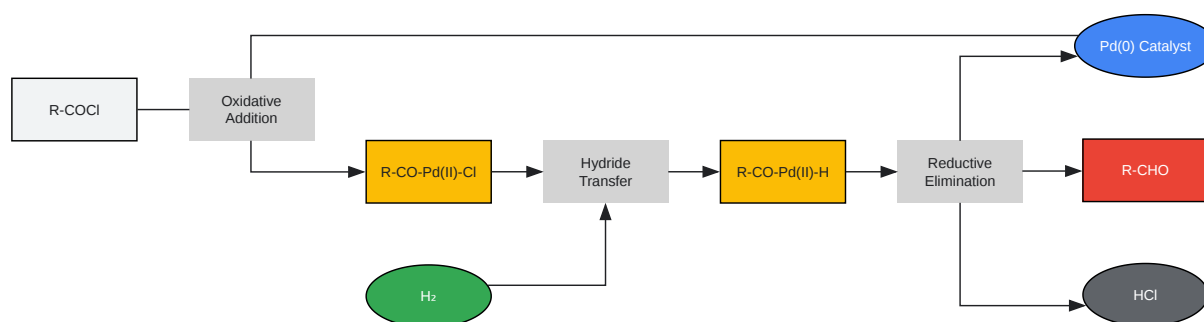 Pd(0) Catalyst
R-COCl
Oxidative
Addition
R-CO-Pd(II)-Cl
Hydride
Transfer
R-CO-Pd(II)-H
Reductive
Elimination
R-CHO
H₂
HCl